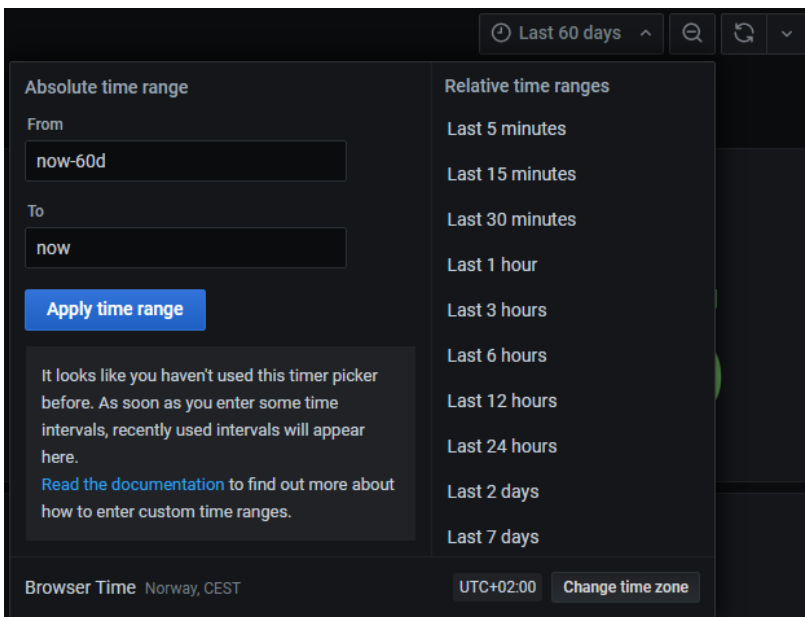 Last 60 days
Absolute time range
From
now-60d
To
now
Apply time range
It looks like you haven't used this timer picker
before. As soon as you enter some time
intervals, recently used intervals will appear
here.
Read the documentation to find out more about
how to enter custom time ranges.
Relative time ranges
Last 5 minutes
Last 15 minutes
Last 30 minutes
Last 1 hour
Last 3 hours
Last 6 hours
Last 12 hours
Last 24 hours
Last 2 days
Last 7 days
Browser Time Norway, CEST UTC+02:00 Change time zone